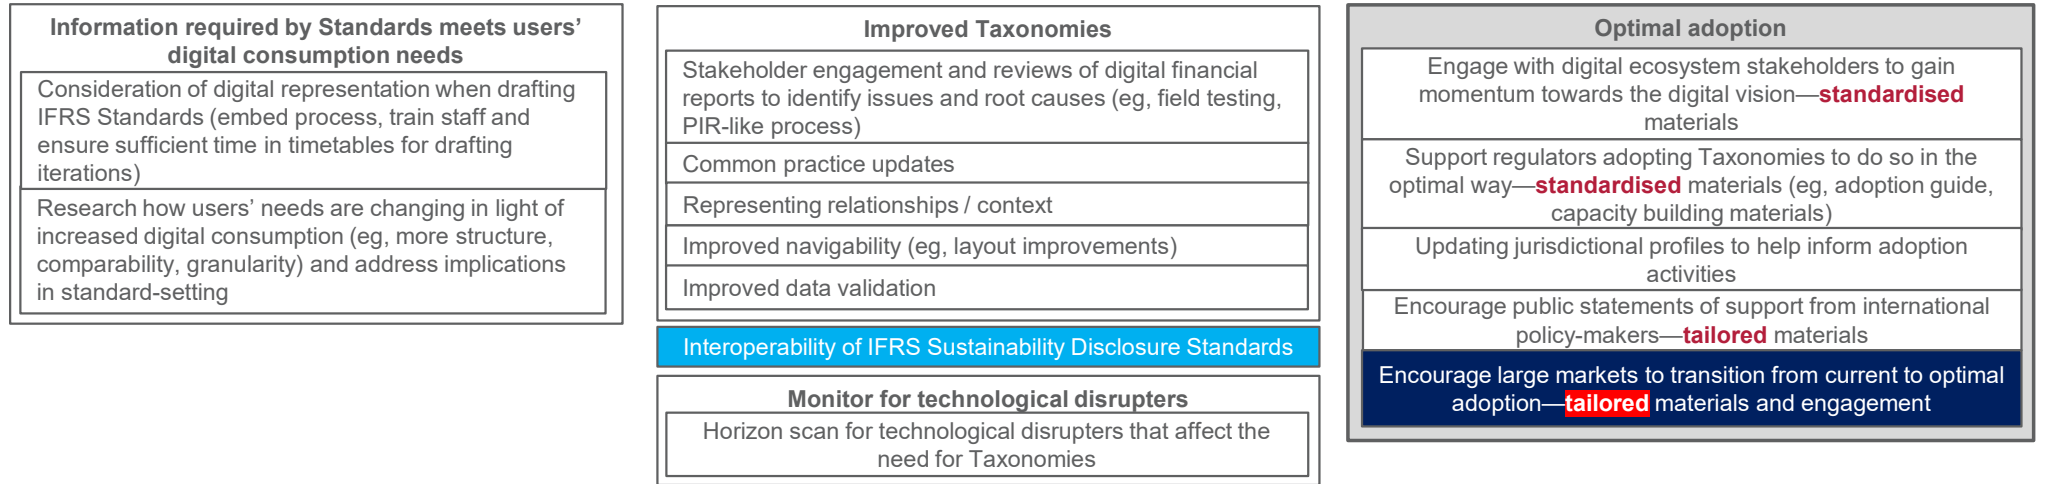 Information required by Standards meets users’
digital consumption needs
Consideration of digital representation when drafting
IFRS Standards (embed process, train staff and
ensure sufficient time in timetables for drafting
iterations)
Research how users’ needs are changing in light of
increased digital consumption (eg, more structure,
comparability, granularity) and address implications
in standard-setting
Improved Taxonomies
Stakeholder engagement and reviews of digital financial
reports to identify issues and root causes (eg, field testing,
PIR-like process)
Common practice updates
Representing relationships / context
Improved navigability (eg, layout improvements)
Improved data validation
Interoperability of IFRS Sustainability Disclosure Standards
Monitor for technological disrupters
Horizon scan for technological disrupters that affect the
need for Taxonomies
Optimal adoption
Engage with digital ecosystem stakeholders to gain
momentum towards the digital vision—standardised
materials
Support regulators adopting Taxonomies to do so in the
optimal way—standardised materials (eg, adoption guide,
capacity building materials)
Updating jurisdictional profiles to help inform adoption
activities
Encourage public statements of support from international
policy-makers—tailored materials
Encourage large markets to transition from current to optimal
adoption—tailored materials and engagement